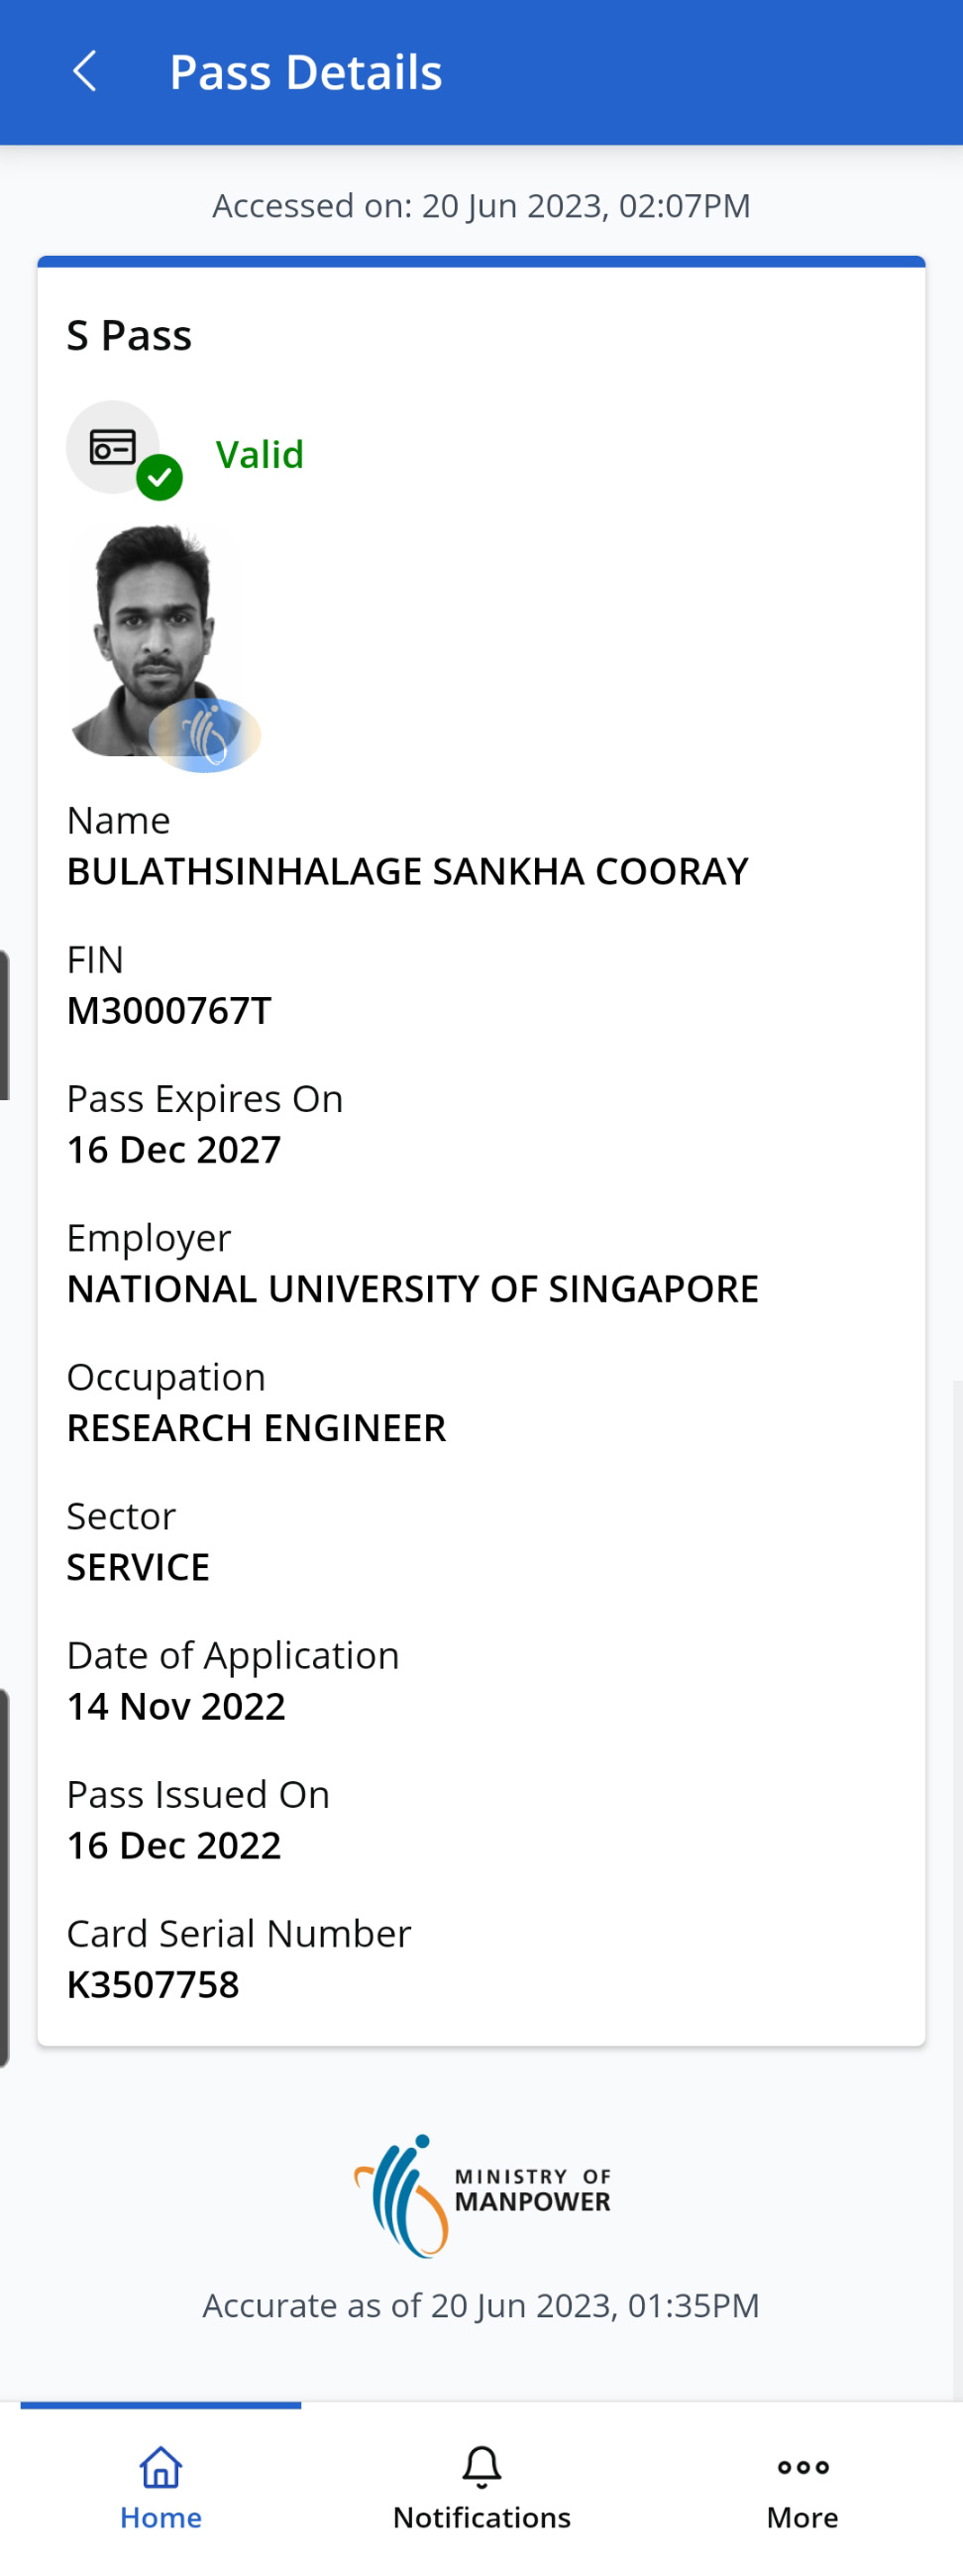 Pass Details
Accessed on: 20 Jun 2023, 02:07PM
S Pass
Valid
Name
BULATHSINHALAGE SANKHA COORAY
FIN
M3000767T
Pass Expires On
16 Dec 2027
Employer
NATIONAL UNIVERSITY OF SINGAPORE
Occupation
RESEARCH ENGINEER
Sector
SERVICE
Date of Application
14 Nov 2022
Pass Issued On
16 Dec 2022
Card Serial Number
K3507758
MINISTRY OF
MANPOWER
Accurate as of 20 Jun 2023, 01:35PM
Home
Notifications
More